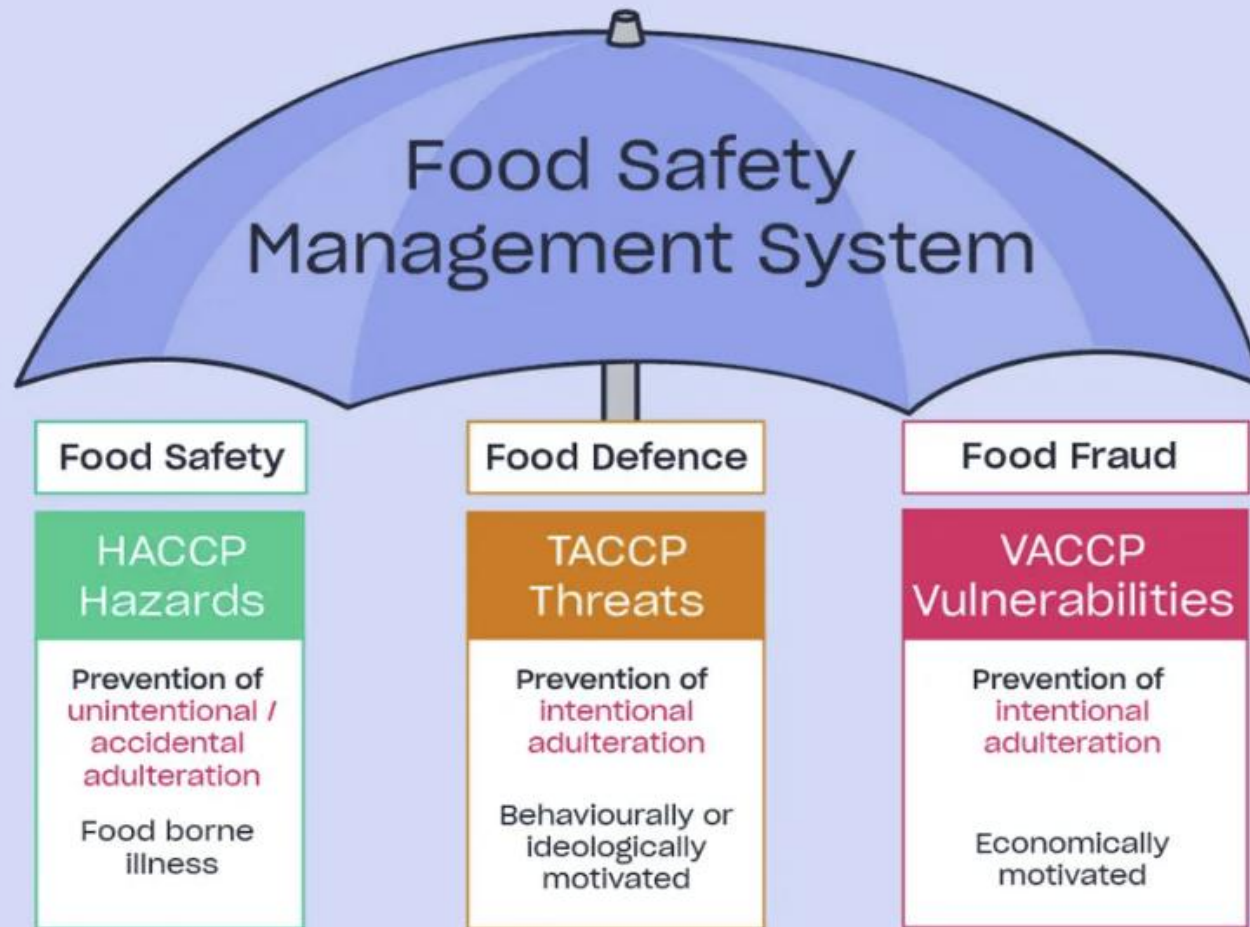 Food Safety
Management System
Food Safety
HACCP
Hazards
Prevention of
unintentional /
accidental
adulteration
Food borne
illness
Food Defence
TACCP
Threats
Prevention of
intentional
adulteration
Behaviourally or
ideologically
motivated
Food Fraud
VACCP
Vulnerabilities
Prevention of
intentional
adulteration
Economically
motivated